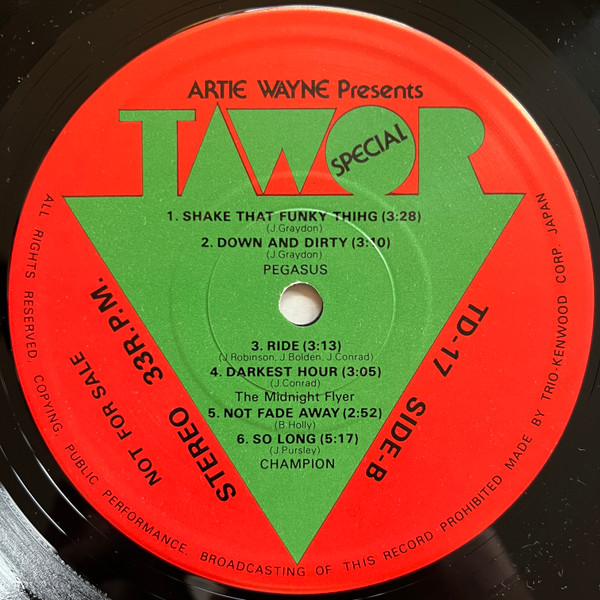 ARTIE WAYNE Presents
TAWOR
SPECIAL
1. SHAKE THAT FUNKY THIHG (3:28)
(J.Graydon)
2. DOWN AND DIRTY (3:10)
(J.Graydon)
PEGASUS
3. RIDE (3:13)
(J.Robinson, J.Bolden, J.Conrad)
4. DARKEST HOUR (3:05)
(J.Conrad)
The Midnight Flyer
5. NOT FADE AWAY (2:52)
(B.Holly)
6. SO LONG (5:17)
(J.Pursley)
CHAMPION
NOT FOR SALE
STEREO 33R.P.M.
TD-17 SIDE-B
ALL RIGHTS RESERVED. COPYING, PUBLIC PERFORMANCE, BROADCASTING OF THIS RECORD PROHIBITED MADE BY TRIO-KENWOOD CORP. JAPAN